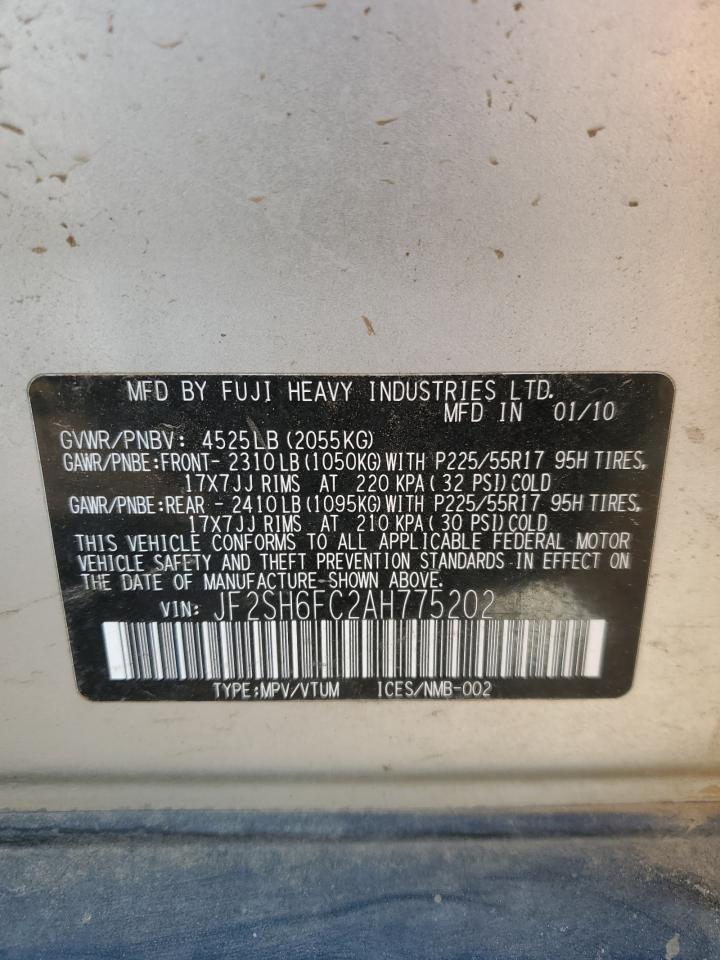 MFD BY FUJI HEAVY INDUSTRIES LTD.
MFD IN 01/10
GVWR/PNBV: 4525LB (2055KG)
GAWR/PNBE:FRONT- 2310LB (1050KG) WITH P225/55R17 95H TIRES,
17X7JJ RIMS AT 220 KPA ( 32 PSI) COLD
GAWR/PNBE:REAR - 2410LB (1095KG) WITH P225/55R17 95H TIRES,
17X7JJ RIMS AT 210 KPA ( 30 PSI) COLD
THIS VEHICLE CONFORMS TO ALL APPLICABLE FEDERAL MOTOR
VEHICLE SAFETY AND THEFT PREVENTION STANDARDS IN EFFECT ON
THE DATE OF MANUFACTURE-SHOWN ABOVE.
VIN: JF2SH6FC2AH775202
TYPE:MPV/VTUM 1CES/NMB-002